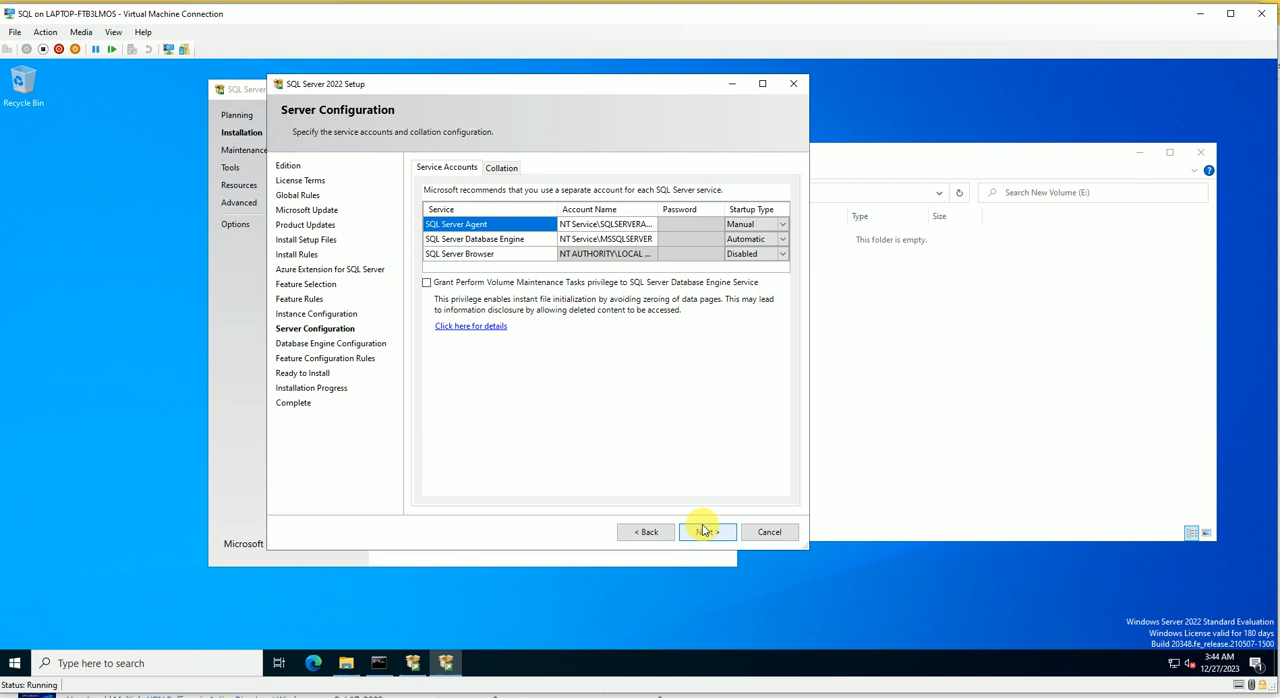 SQL on LAPTOP-FTB3LMOS - Virtual Machine Connection
File Action Media View Help
Recycle Bin
SQL Server
Planning
Installation
Maintenance
Tools
Resources
Advanced
Options
Microsoft
SQL Server 2022 Setup
Server Configuration
Specify the service accounts and collation configuration.
Edition
License Terms
Global Rules
Microsoft Update
Product Updates
Install Setup Files
Install Rules
Azure Extension for SQL Server
Feature Selection
Feature Rules
Instance Configuration
Server Configuration
Database Engine Configuration
Feature Configuration Rules
Ready to Install
Installation Progress
Complete
Service Accounts Collation
Microsoft recommends that you use a separate account for each SQL Server service.
Service Account Name Password Startup Type
SQL Server Agent NT Service\SQLSERVERA... Manual
SQL Server Database Engine NT Service\MSSQLSERVER Automatic
SQL Server Browser NT AUTHORITY\LOCAL ... Disabled
Grant Perform Volume Maintenance Tasks privilege to SQL Server Database Engine Service
This privilege enables instant file initialization by avoiding zeroing of data pages. This may lead
to information disclosure by allowing deleted content to be accessed.
Click here for details
< Back Next > Cancel
Search New Volume (E:)
Type Size
This folder is empty.
Windows Server 2022 Standard Evaluation
Windows License valid for 180 days
Build 20348.fe_release.210507-1500
Type here to search
3:44 AM
12/27/2023
Status: Running